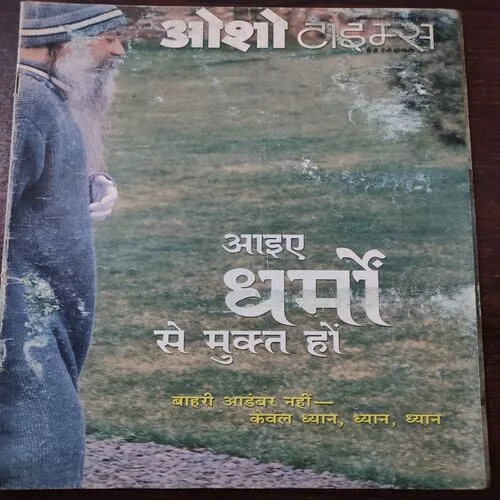 ओशो टाइम्स
आइए
धर्मों
से मुक्त हों
बाहरी आडंबर नहीं—
केवल ध्यान, ध्यान, ध्यान